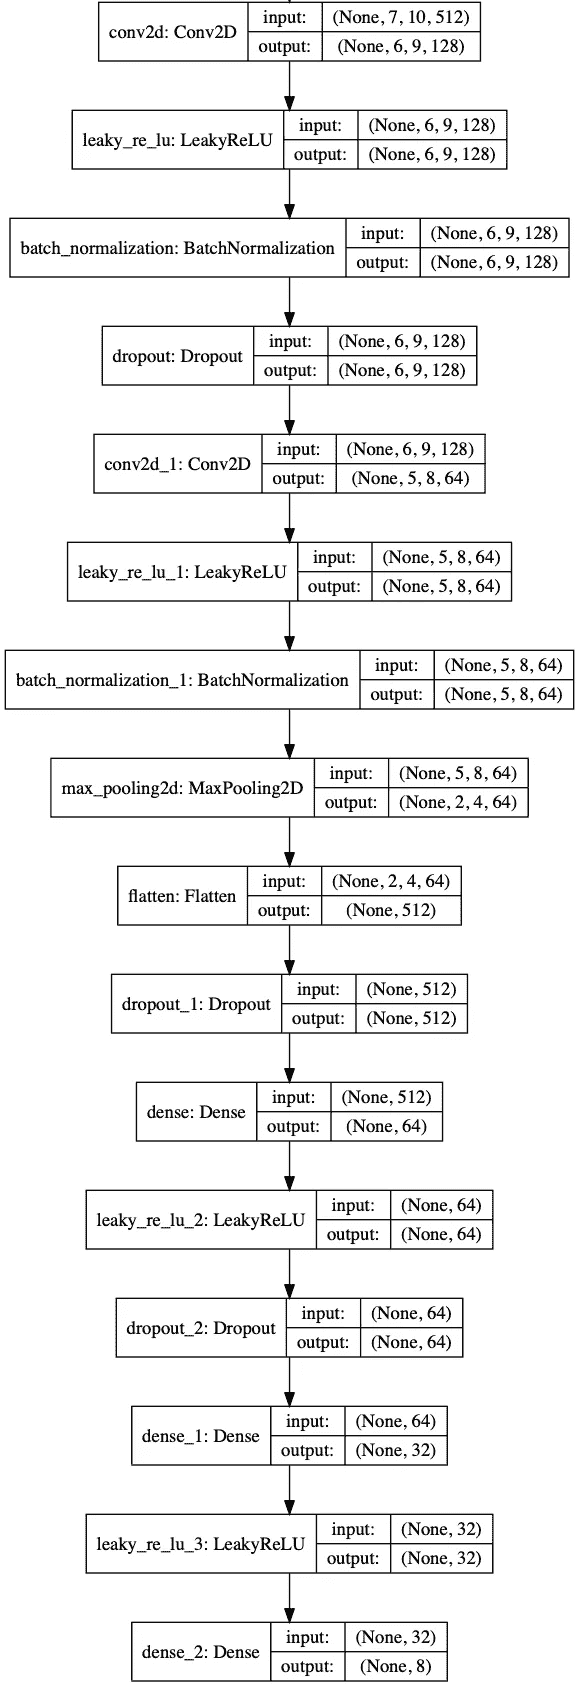 conv2d: Conv2D
input: (None, 7, 10, 512)
output: (None, 6, 9, 128)
leaky_re_lu: LeakyReLU
input: (None, 6, 9, 128)
output: (None, 6, 9, 128)
batch_normalization: BatchNormalization
input: (None, 6, 9, 128)
output: (None, 6, 9, 128)
dropout: Dropout
input: (None, 6, 9, 128)
output: (None, 6, 9, 128)
conv2d_1: Conv2D
input: (None, 6, 9, 128)
output: (None, 5, 8, 64)
leaky_re_lu_1: LeakyReLU
input: (None, 5, 8, 64)
output: (None, 5, 8, 64)
batch_normalization_1: BatchNormalization
input: (None, 5, 8, 64)
output: (None, 5, 8, 64)
max_pooling2d: MaxPooling2D
input: (None, 5, 8, 64)
output: (None, 2, 4, 64)
flatten: Flatten
input: (None, 2, 4, 64)
output: (None, 512)
dropout_1: Dropout
input: (None, 512)
output: (None, 512)
dense: Dense
input: (None, 512)
output: (None, 64)
leaky_re_lu_2: LeakyReLU
input: (None, 64)
output: (None, 64)
dropout_2: Dropout
input: (None, 64)
output: (None, 64)
dense_1: Dense
input: (None, 64)
output: (None, 32)
leaky_re_lu_3: LeakyReLU
input: (None, 32)
output: (None, 32)
dense_2: Dense
input: (None, 32)
output: (None, 8)